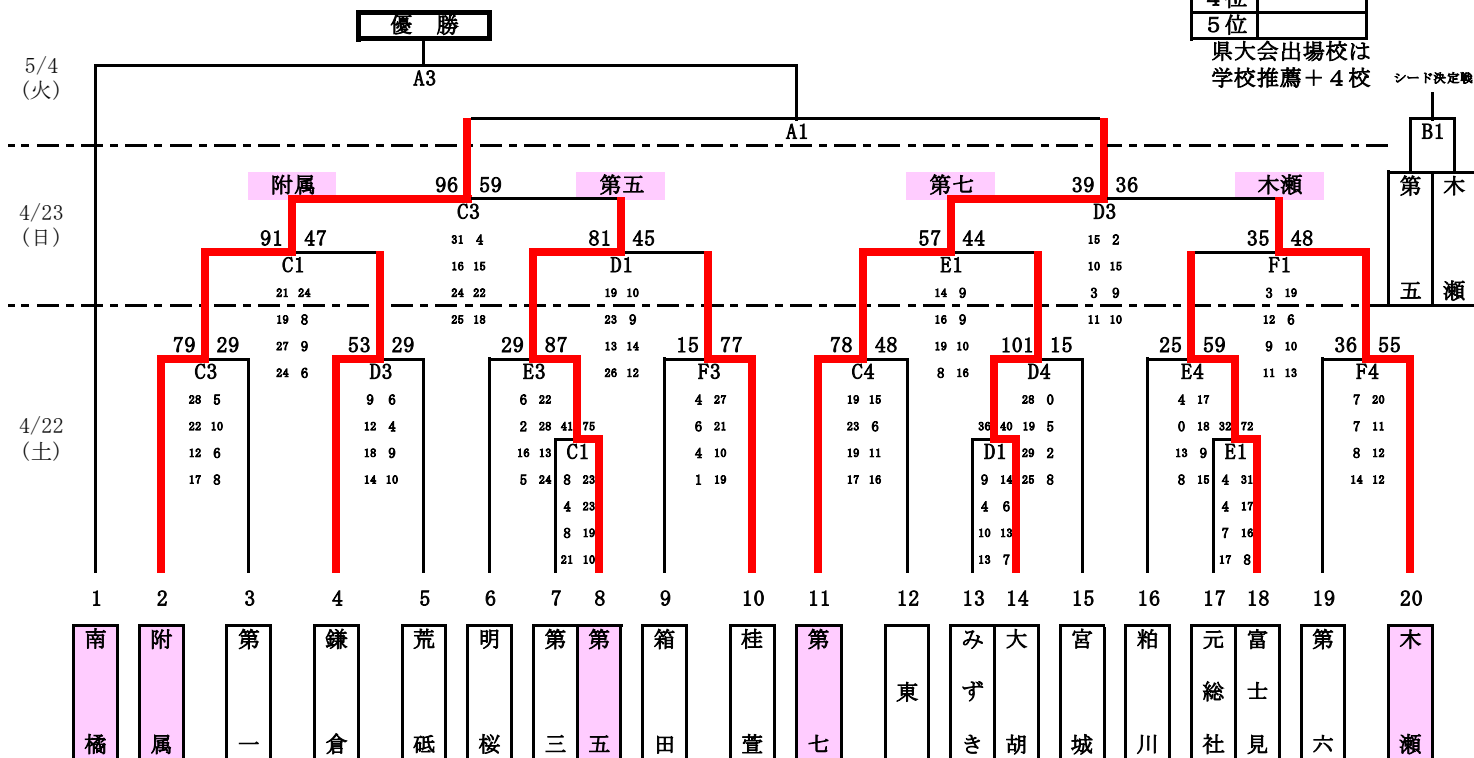 4位
優　勝
5位
県大会出場校は
学校推薦＋４校
シード決定戦
5/4
(火)
A3
A1
B1
附属 96 59 第五 第七 39 36 木瀬
第五 木瀬
4/23
(日)
C3 D3
91 47 31 4 81 45 57 44 15 2 35 48
C1 16 15 D1 E1 10 15 F1
21 24 24 22 19 10 14 9 3 9 3 19
19 8 25 18 23 9 16 9 11 10 12 6
79 29 27 9 53 29 29 87 13 14 15 77 78 48 19 10 101 15 25 59 9 10 36 55
C3 24 6 D3 E3 26 12 F3 C4 8 16 D4 E4 11 13 F4
28 5 9 6 6 22 4 27 19 15 28 0 4 17 7 20
4/22
(土)
22 10 12 4 2 28 41 75 6 21 23 6 36 40 19 5 0 18 32 72 7 11
12 6 18 9 16 13 C1 4 10 19 11 D1 29 2 13 9 E1 8 12
17 8 14 10 5 24 8 23 1 19 17 16 9 14 25 8 8 15 4 31 14 12
4 23 4 6 4 17
8 19 10 13 7 16
21 10 13 7 17 8
1 2 3 4 5 6 7 8 9 10 11 12 13 14 15 16 17 18 19 20
南橘
附属
第一
鎌倉
荒砥
明桜
第三
第五
箱田
桂萱
第七
東
みずき
大胡
宮城
粕川
元総社
富士見
第六
木瀬